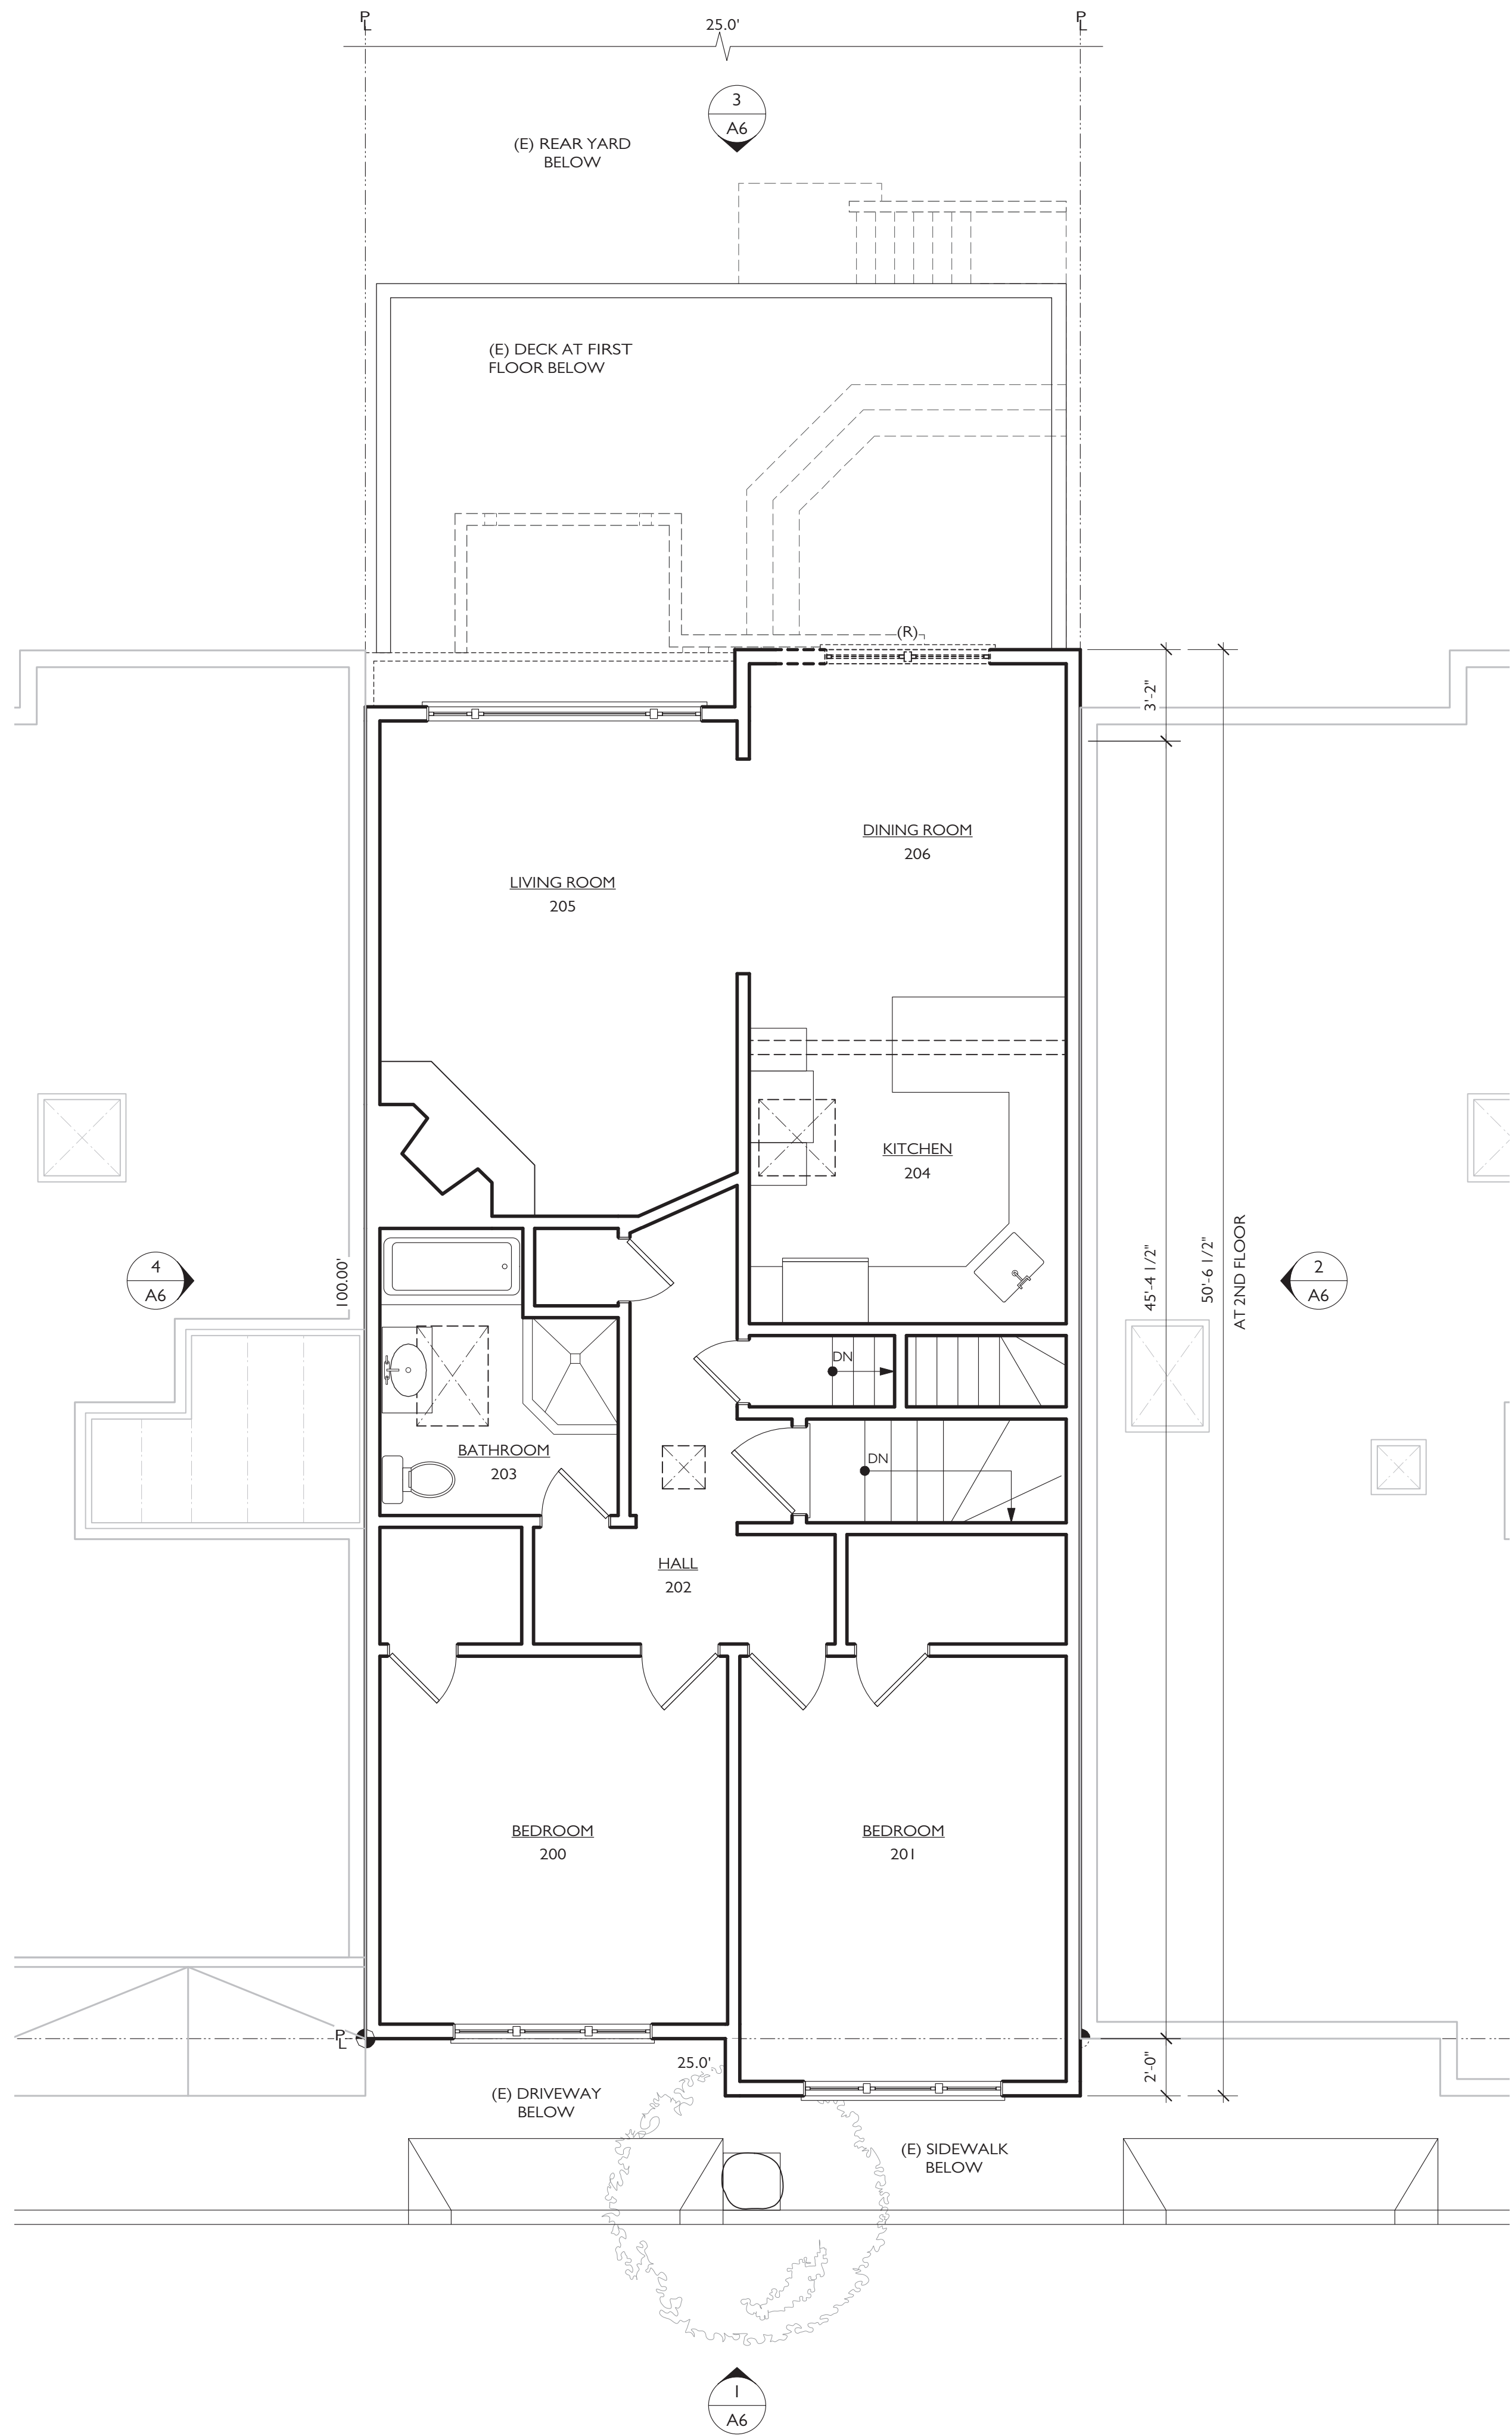 PL
25.0'
PL
3
A6
(E) REAR YARD
BELOW
(E) DECK AT FIRST
FLOOR BELOW
(R)
3'-2"
DINING ROOM
206
LIVING ROOM
205
KITCHEN
204
4
A6
100.00'
45'-4 1/2"
50'-6 1/2"
AT 2ND FLOOR
2
A6
DN
BATHROOM
203
DN
HALL
202
BEDROOM
200
BEDROOM
201
PL
25.0'
2'-0"
(E) DRIVEWAY
BELOW
(E) SIDEWALK
BELOW
1
A6